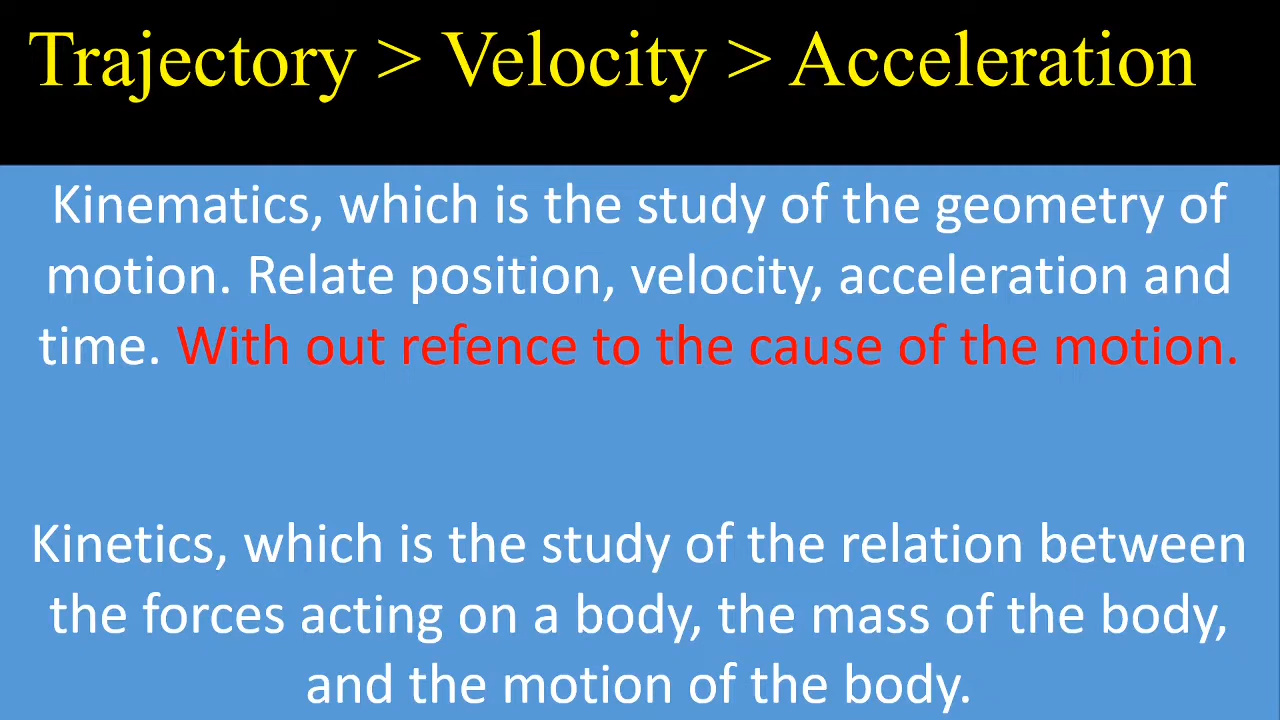 Trajectory > Velocity > Acceleration
Kinematics, which is the study of the geometry of
motion. Relate position, velocity, acceleration and
time. With out refence to the cause of the motion.
Kinetics, which is the study of the relation between
the forces acting on a body, the mass of the body,
and the motion of the body.